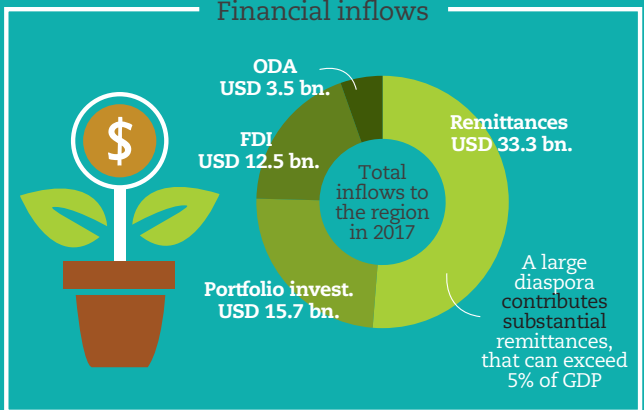 Financial inflows
ODA
USD 3.5 bn.
Remittances
USD 33.3 bn.
FDI
USD 12.5 bn.
Total
inflows to
the region
in 2017
Portfolio invest.
USD 15.7 bn.
A large
diaspora
contributes
substantial
remittances,
that can exceed
5% of GDP
$